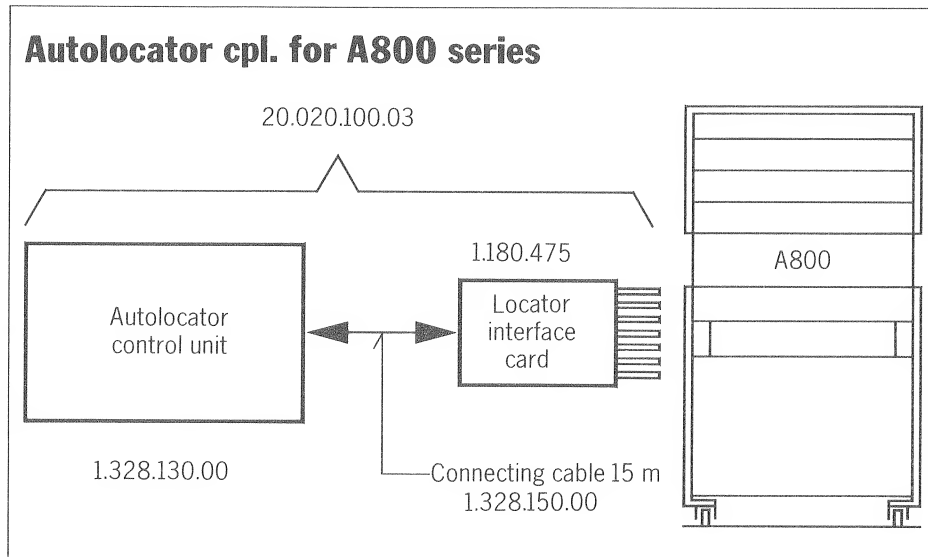 Autolocator cpl. for A800 series
20.020.100.03
1.180.475
A800
Autolocator
control unit
Locator
interface
card
1.328.130.00
Connecting cable 15 m
1.328.150.00